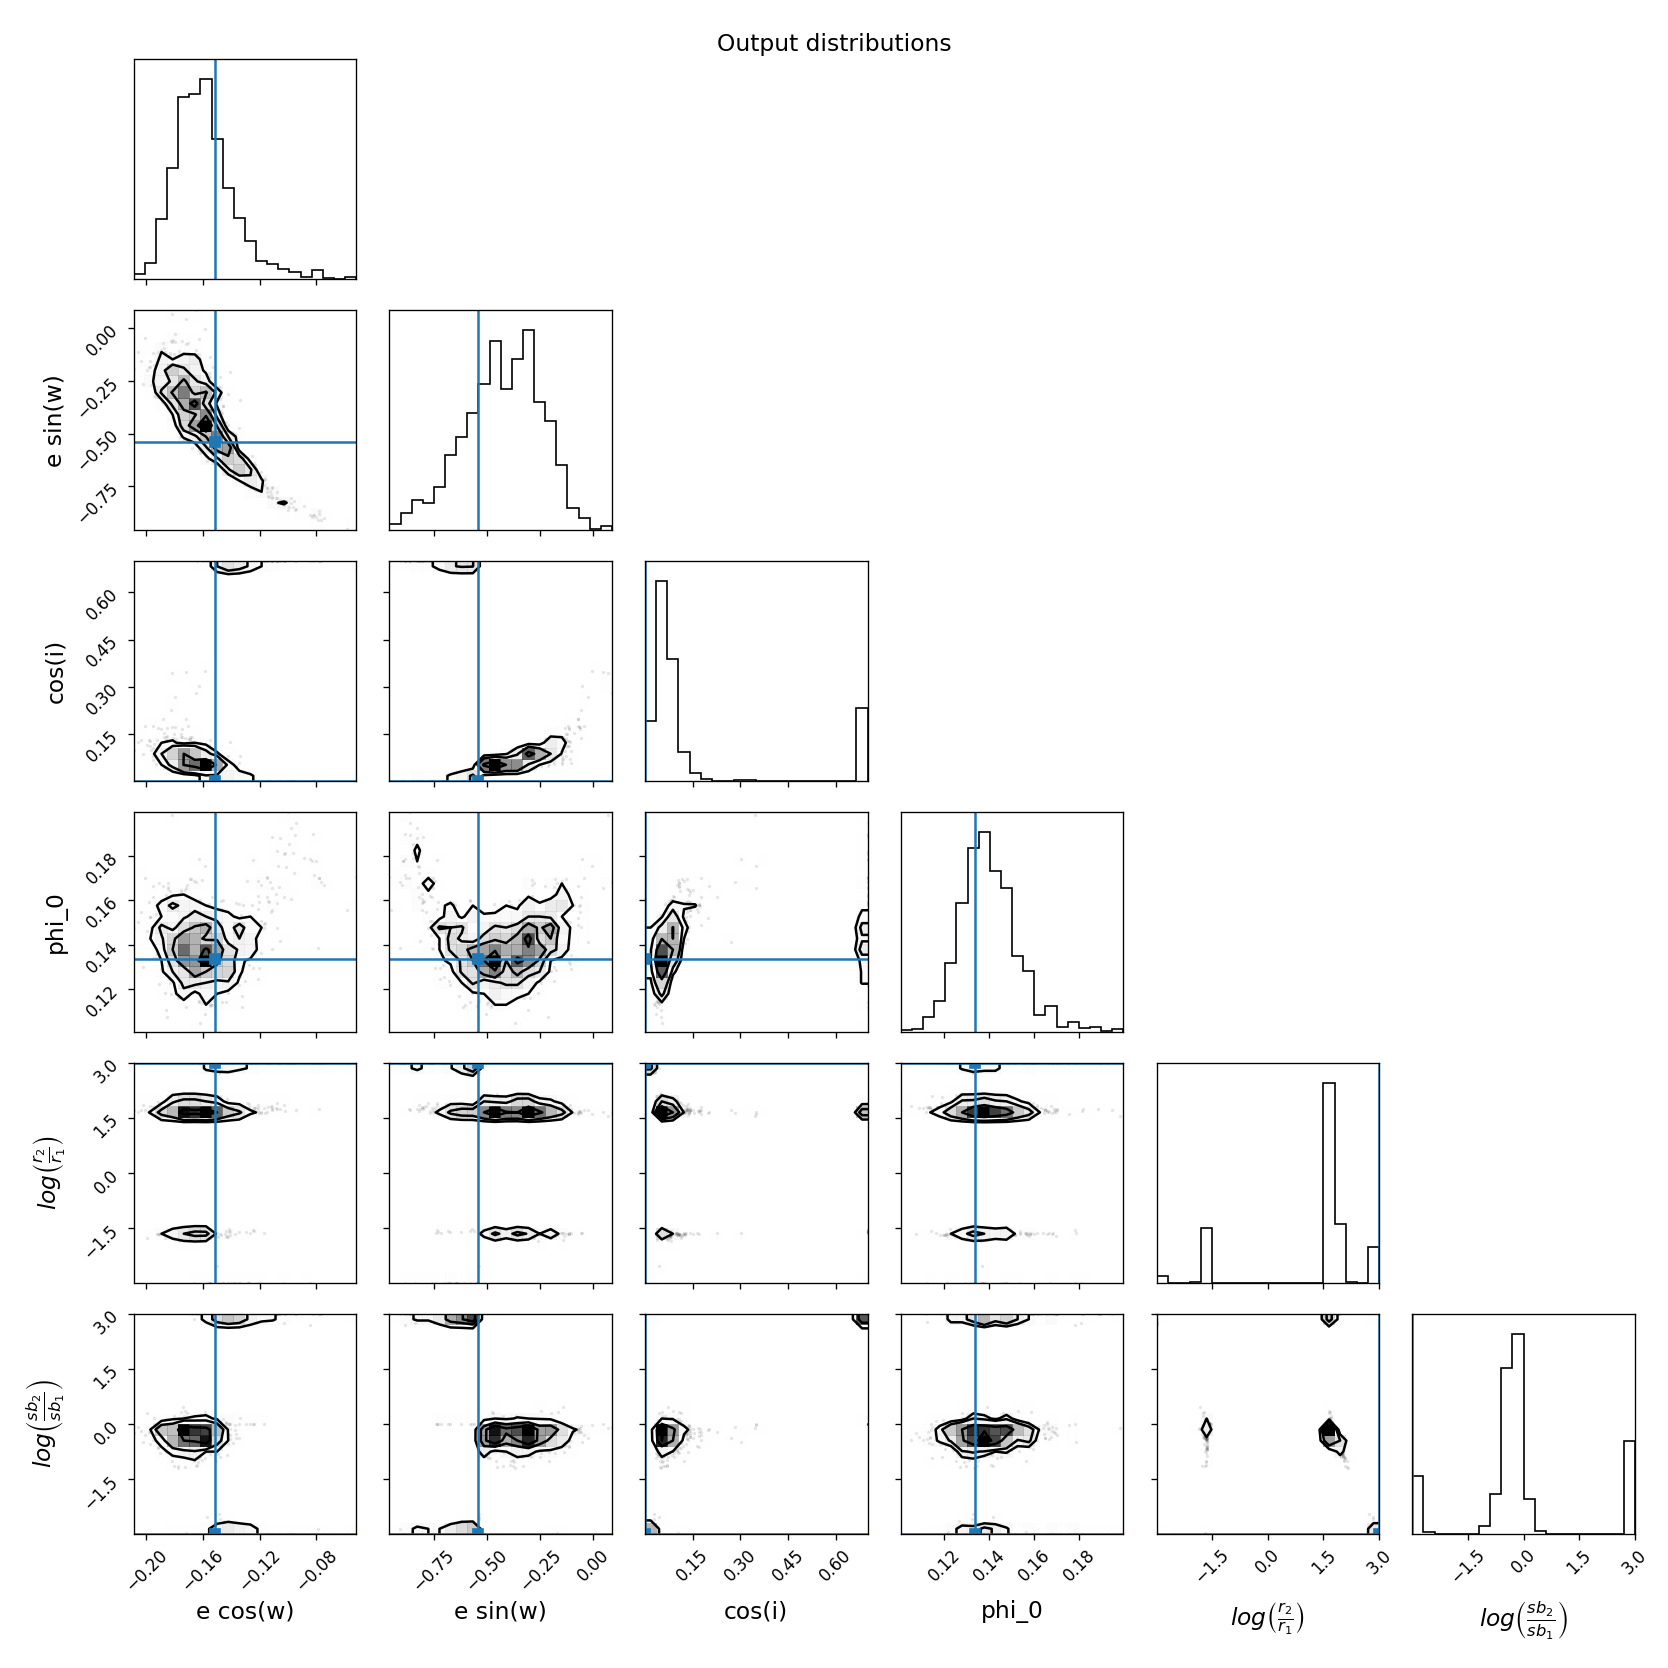 Output distributions
e sin(w)
0.00
−0.25
−0.50
−0.75
cos(i)
0.60
0.45
0.30
0.15
phi_0
0.18
0.16
0.14
0.12
log(r₂/r₁)
3.0
1.5
0.0
−1.5
log(sb₂/sb₁)
3.0
1.5
0.0
−1.5
−0.20 −0.16 −0.12 −0.08
−0.75 −0.50 −0.25 0.00
0.15 0.30 0.45 0.60
0.12 0.14 0.16 0.18
−1.5 0.0 1.5 3.0
−1.5 0.0 1.5 3.0
e cos(w) e sin(w) cos(i) phi_0 log(r₂/r₁) log(sb₂/sb₁)